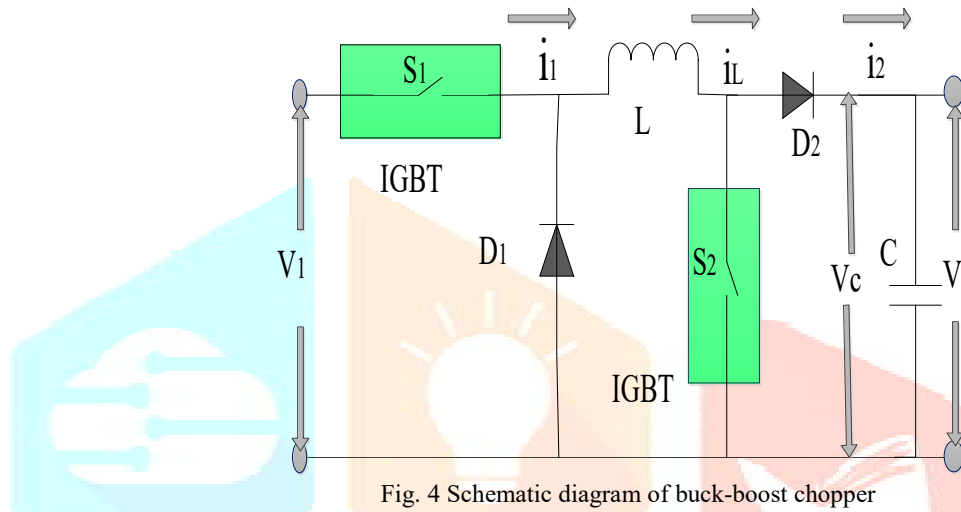 S1
i1
iL
i2
L
D2
IGBT
V1
D1
S2
Vc
C
V
IGBT
Fig. 4 Schematic diagram of buck-boost chopper